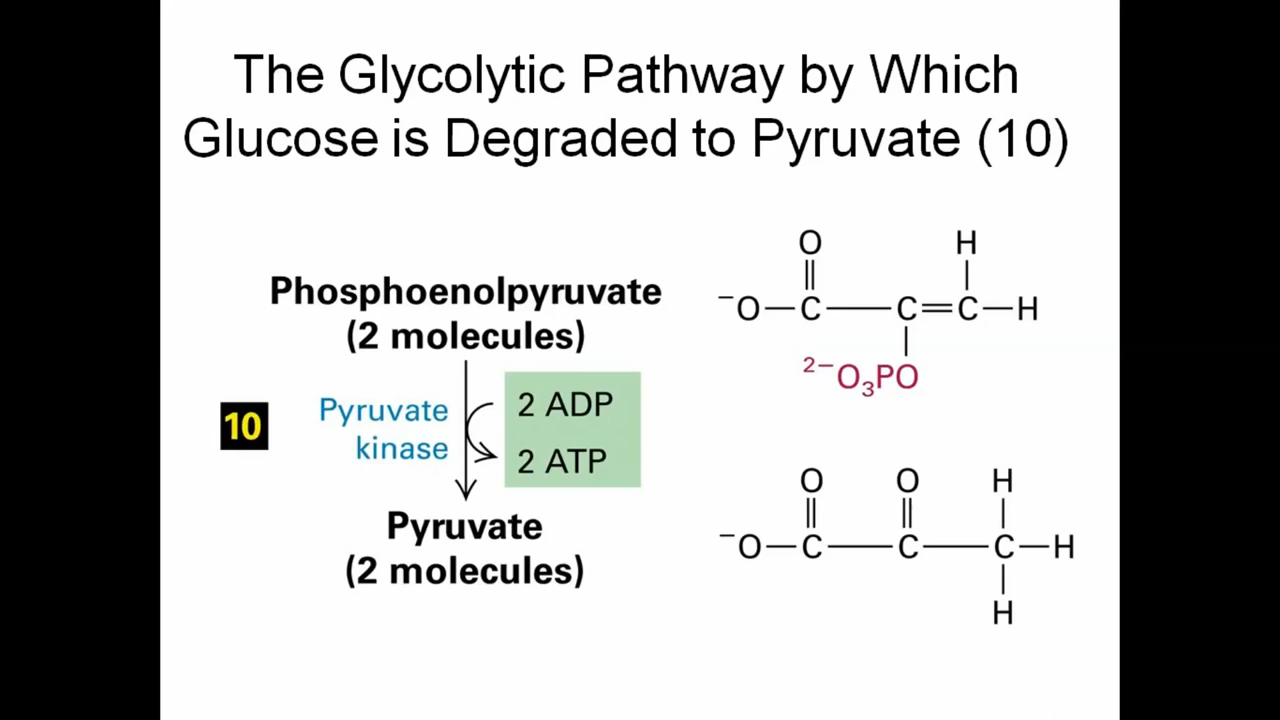 The Glycolytic Pathway by Which
Glucose is Degraded to Pyruvate (10)
Phosphoenolpyruvate
(2 molecules)
10
Pyruvate
kinase
2 ADP
2 ATP
Pyruvate
(2 molecules)
O H
⁻O—C—C=C—H
²⁻O₃PO
O O H
⁻O—C—C—C—H
H